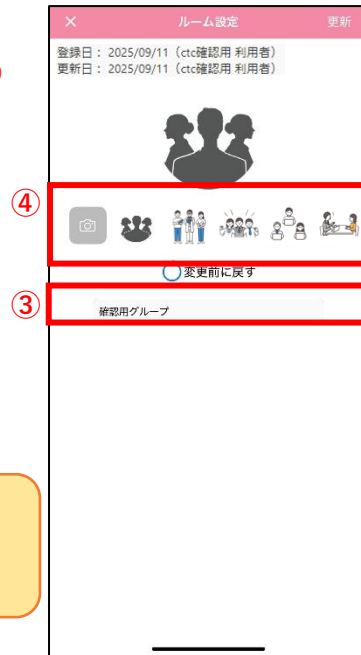 × ルーム設定 更新
登録日： 2025/09/11（ctc確認用 利用者）
更新日： 2025/09/11（ctc確認用 利用者）
④
変更前に戻す
③
確認用グループ